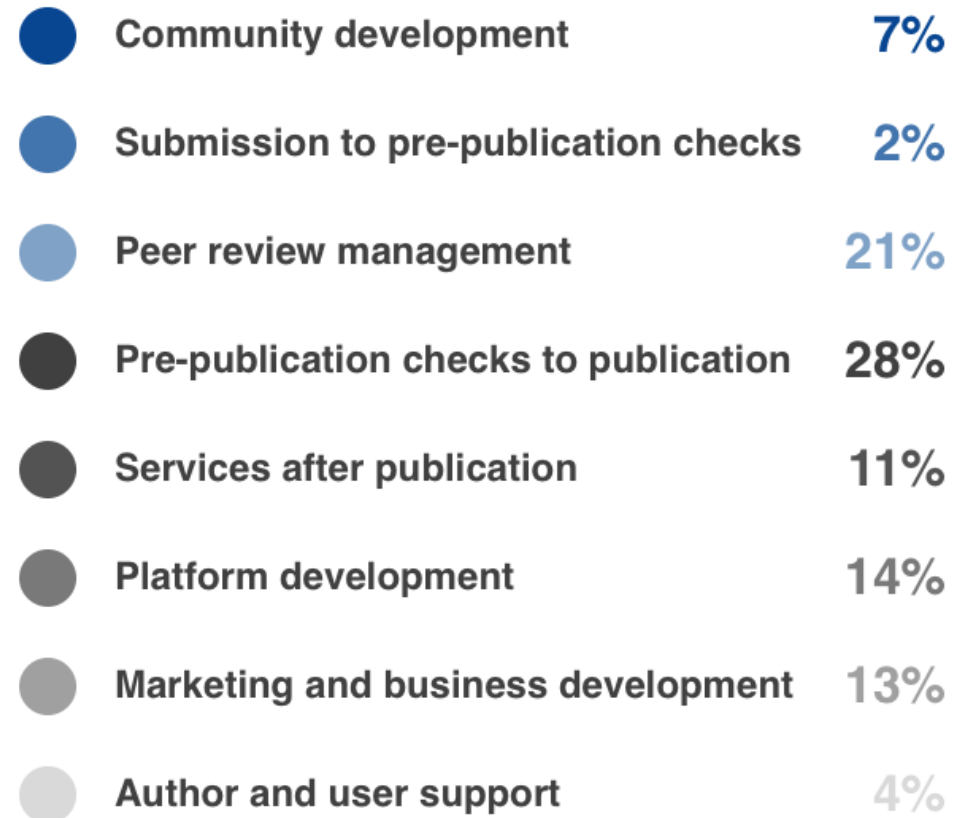 Community development 7%
Submission to pre-publication checks 2%
Peer review management 21%
Pre-publication checks to publication 28%
Services after publication 11%
Platform development 14%
Marketing and business development 13%
Author and user support 4%